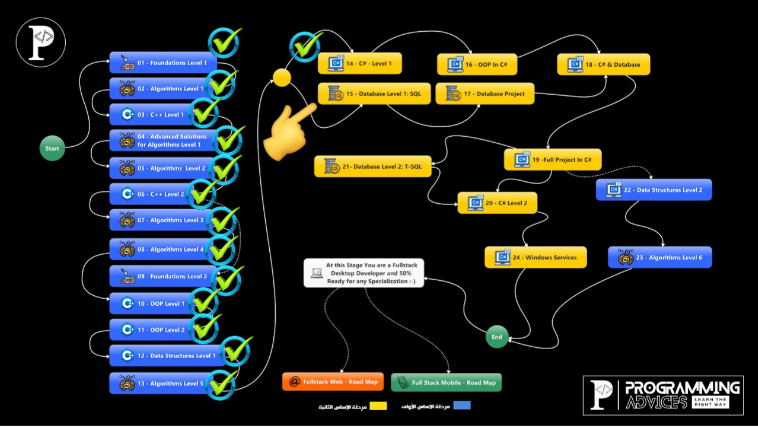 P
Start
01 - Foundations Level 1
02 - Algorithms Level 1
03 - C++ Level 1
04 - Advanced Solutions
for Algorithms Level 1
05 - Algorithms Level 2
06 - C++ Level 2
07 - Algorithms Level 3
08 - Algorithms Level 4
09 - Foundations Level 2
10 - OOP Level 1
11 - OOP Level 2
12 - Data Structures Level 1
13 - Algorithms Level 5
14 - C# - Level 1
16 - OOP In C#
18 - C# & Database
15 - Database Level 1: SQL
17 - Database Project
19 -Full Project In C#
21- Database Level 2: T-SQL
22 - Data Structures Level 2
20 - C# Level 2
24 - Windows Services
23 - Algorithms Level 6
At this Stage You are a Fullstack
Desktop Developer and 50%
Ready for any Specialization :-)
End
Fullstack Web - Road Map
Full Stack Mobile - Road Map
مرحلة الاساس الأولى
مرحلة الاساس الثانية
P
PROGRAMMING
ADVICES
LEARN THE
RIGHT WAY